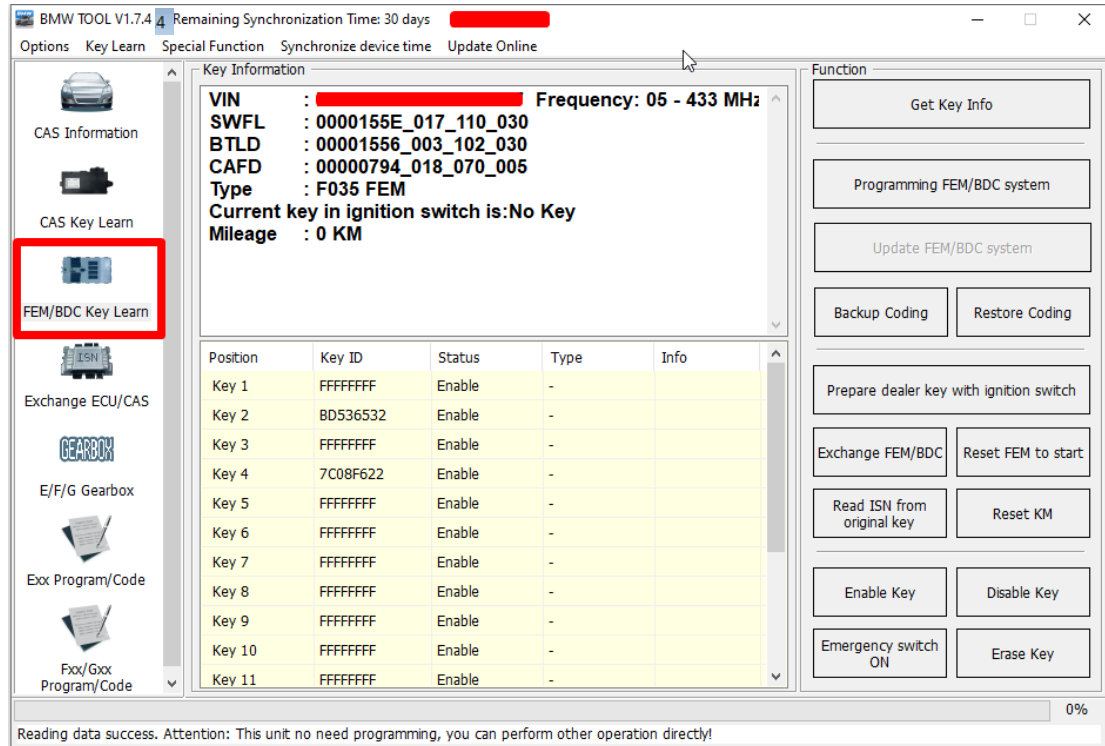 BMW TOOL V1.7.4 4 Remaining Synchronization Time: 30 days
Options Key Learn Special Function Synchronize device time Update Online
CAS Information
CAS Key Learn
FEM/BDC Key Learn
ISN
Exchange ECU/CAS
GEARBOX
E/F/G Gearbox
Exx Program/Code
Fxx/Gxx
Program/Code
Key Information
VIN : Frequency: 05 - 433 MHz
SWFL : 0000155E_017_110_030
BTLD : 00001556_003_102_030
CAFD : 00000794_018_070_005
Type : F035 FEM
Current key in ignition switch is:No Key
Mileage : 0 KM
Position Key ID Status Type Info
Key 1 FFFFFFFF Enable -
Key 2 BD536532 Enable -
Key 3 FFFFFFFF Enable -
Key 4 7C08F622 Enable -
Key 5 FFFFFFFF Enable -
Key 6 FFFFFFFF Enable -
Key 7 FFFFFFFF Enable -
Key 8 FFFFFFFF Enable -
Key 9 FFFFFFFF Enable -
Key 10 FFFFFFFF Enable -
Key 11 FFFFFFFF Enable -
Function
Get Key Info
Programming FEM/BDC system
Update FEM/BDC system
Backup Coding Restore Coding
Prepare dealer key with ignition switch
Exchange FEM/BDC Reset FEM to start
Read ISN from
original key
Reset KM
Enable Key Disable Key
Emergency switch
ON
Erase Key
0%
Reading data success. Attention: This unit no need programming, you can perform other operation directly!